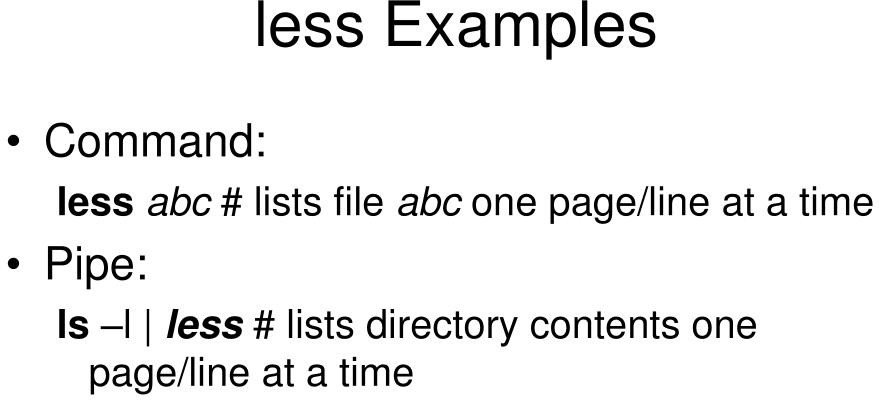 less Examples
• Command:
less abc # lists file abc one page/line at a time
• Pipe:
ls –l | less # lists directory contents one
page/line at a time